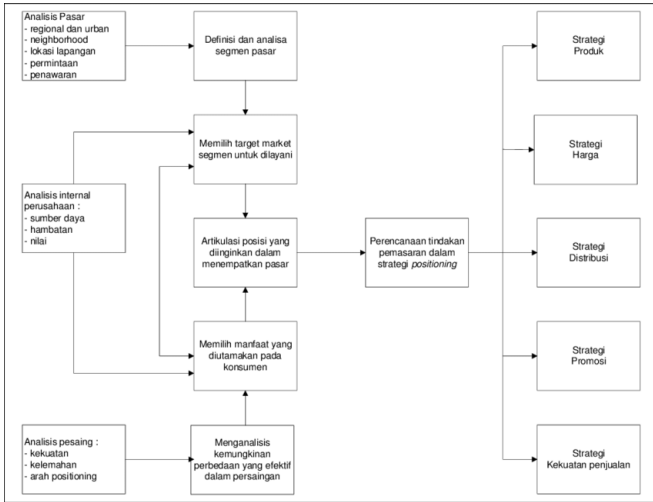 Analisis Pasar
- regional dan urban
- neighborhood
- lokasi lapangan
- permintaan
- penawaran
Definisi dan analisa
segmen pasar
Strategi
Produk
Memilih target market
segmen untuk dilayani
Strategi
Harga
Analisis internal
perusahaan :
- sumber daya
- hambatan
- nilai
Artikulasi posisi yang
diinginkan dalam
menempatkan pasar
Perencanaan tindakan
pemasaran dalam
strategi positioning
Strategi
Distribusi
Memilih manfaat yang
diutamakan pada
konsumen
Strategi
Promosi
Analisis pesaing :
- kekuatan
- kelemahan
- arah positioning
Menganalisis
kemungkinan
perbedaan yang efektif
dalam persaingan
Strategi
Kekuatan penjualan